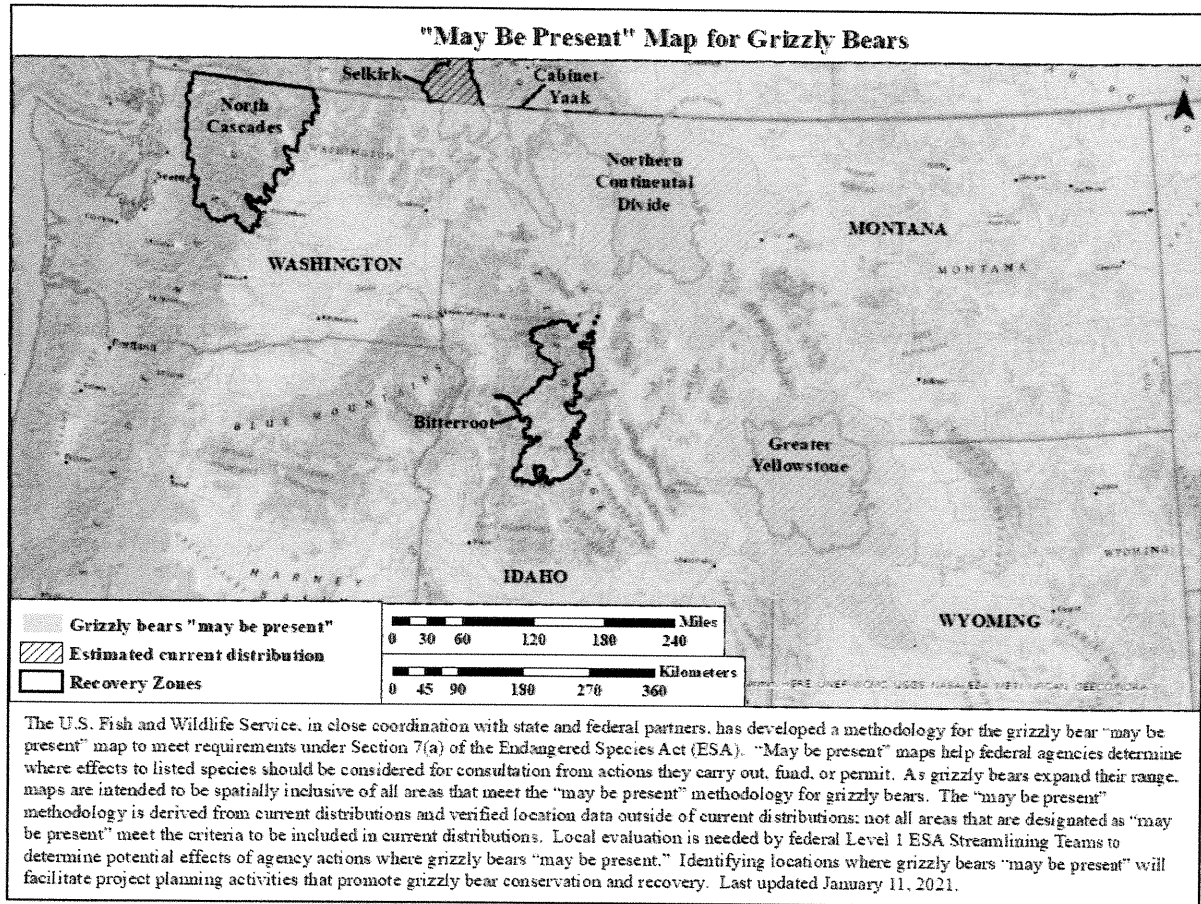 "May Be Present" Map for Grizzly Bears
Selkirk
Cabinet-
Yaak
North
Cascades
WASHINGTON
Northern
Continental
Divide
MONTANA
WASHINGTON
MONTANA
BLUE MOUNTAINS
Bitterroot
Greater
Yellowstone
WYOMING
HARNEY
IDAHO
WYOMING
Grizzly bears "may be present"
Estimated current distribution
Recovery Zones
Miles
0 30 60 120 180 240
Kilometers
0 45 90 180 270 360
The U.S. Fish and Wildlife Service, in close coordination with state and federal partners, has developed a methodology for the grizzly bear "may be
present" map to meet requirements under Section 7(a) of the Endangered Species Act (ESA). "May be present" maps help federal agencies determine
where effects to listed species should be considered for consultation from actions they carry out, fund, or permit. As grizzly bears expand their range,
maps are intended to be spatially inclusive of all areas that meet the "may be present" methodology for grizzly bears. The "may be present"
methodology is derived from current distributions and verified location data outside of current distributions; not all areas that are designated as "may
be present" meet the criteria to be included in current distributions. Local evaluation is needed by federal Level 1 ESA Streamlining Teams to
determine potential effects of agency actions where grizzly bears "may be present." Identifying locations where grizzly bears "may be present" will
facilitate project planning activities that promote grizzly bear conservation and recovery. Last updated January 11, 2021.